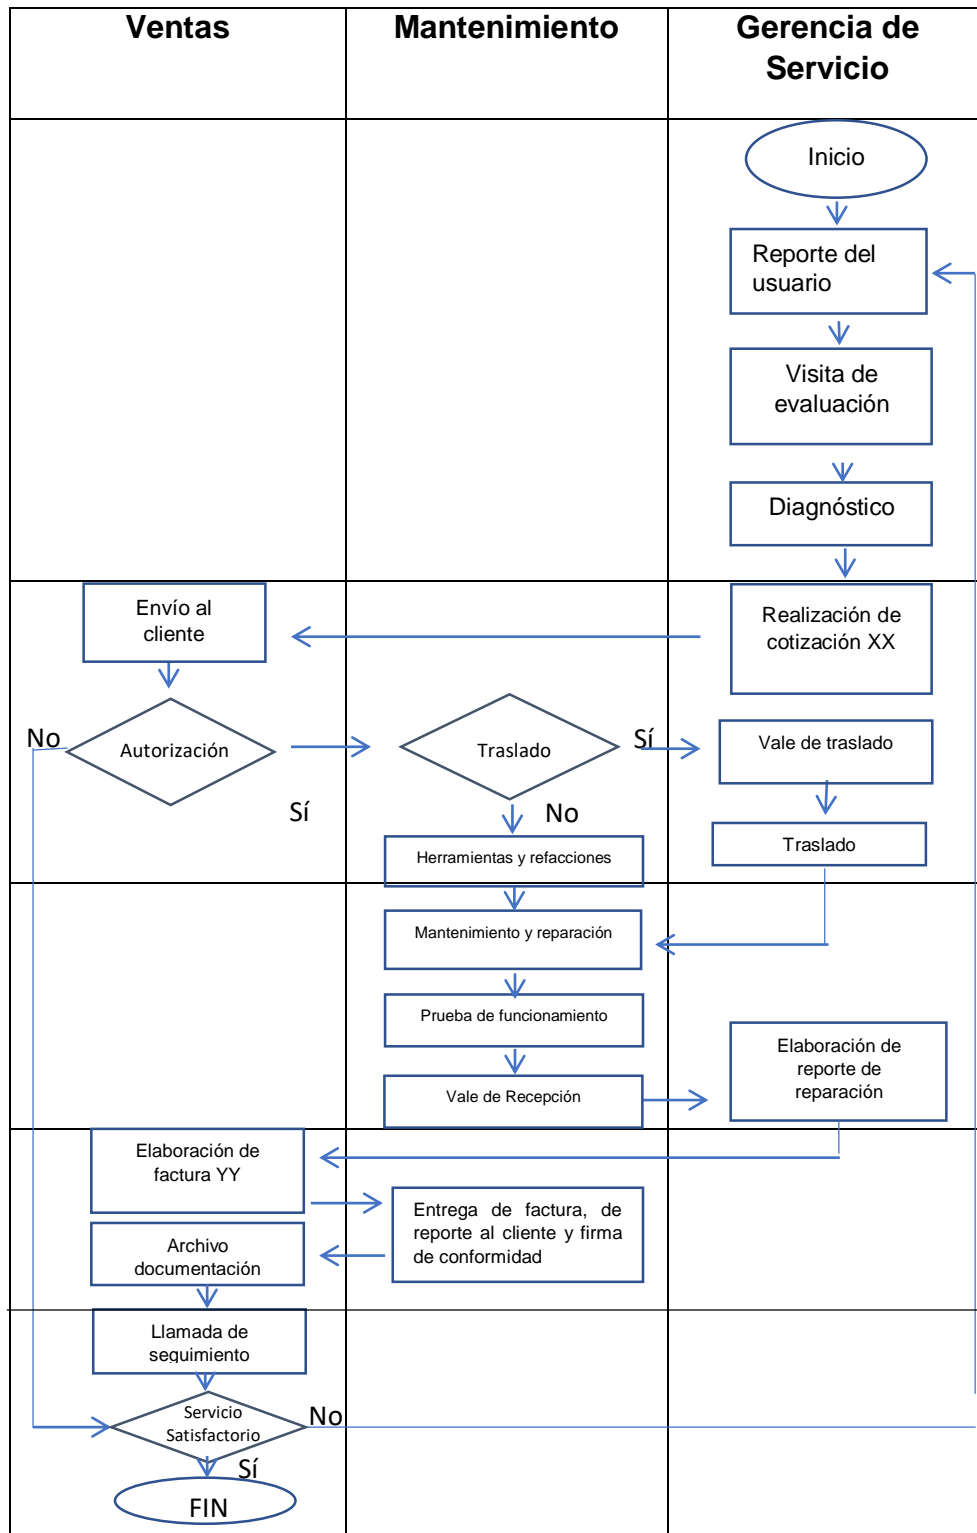 Ventas
Mantenimiento
Gerencia de
Servicio
Inicio
Reporte del
usuario
Visita de
evaluación
Diagnóstico
Envío al
cliente
Realización de
cotización XX
No
Autorización
Sí
Traslado
Sí
No
Vale de traslado
Traslado
Herramientas y refacciones
Mantenimiento y reparación
Prueba de funcionamiento
Vale de Recepción
Elaboración de
reporte de
reparación
Elaboración de
factura YY
Entrega de factura, de
reporte al cliente y firma
de conformidad
Archivo
documentación
Llamada de
seguimiento
Servicio
Satisfactorio
No
Sí
FIN